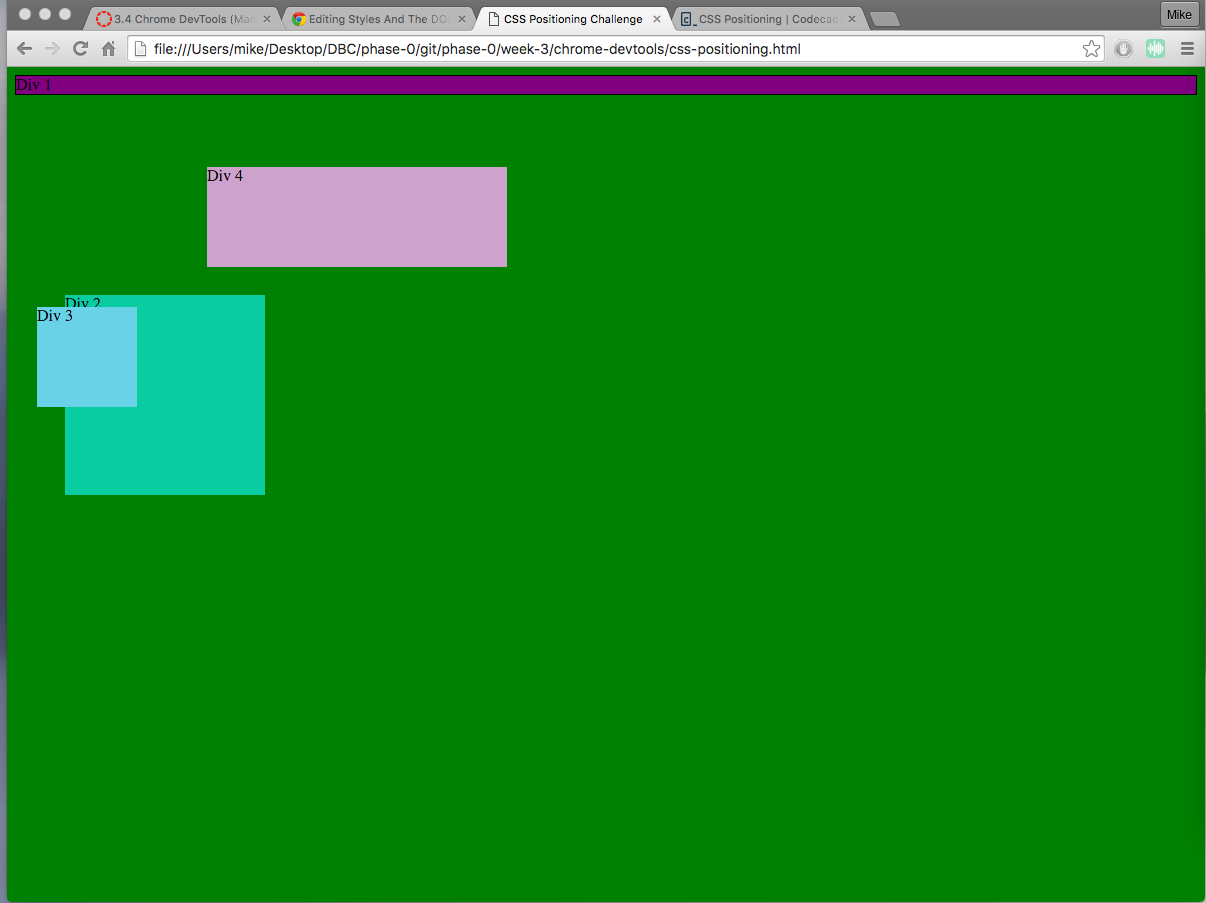 3.4 Chrome DevTools (Man
Editing Styles And The DO
CSS Positioning Challenge
CSS Positioning | Codecad
Mike
file:///Users/mike/Desktop/DBC/phase-0/git/phase-0/week-3/chrome-devtools/css-positioning.html
Div 1
Div 4
Div 2
Div 3